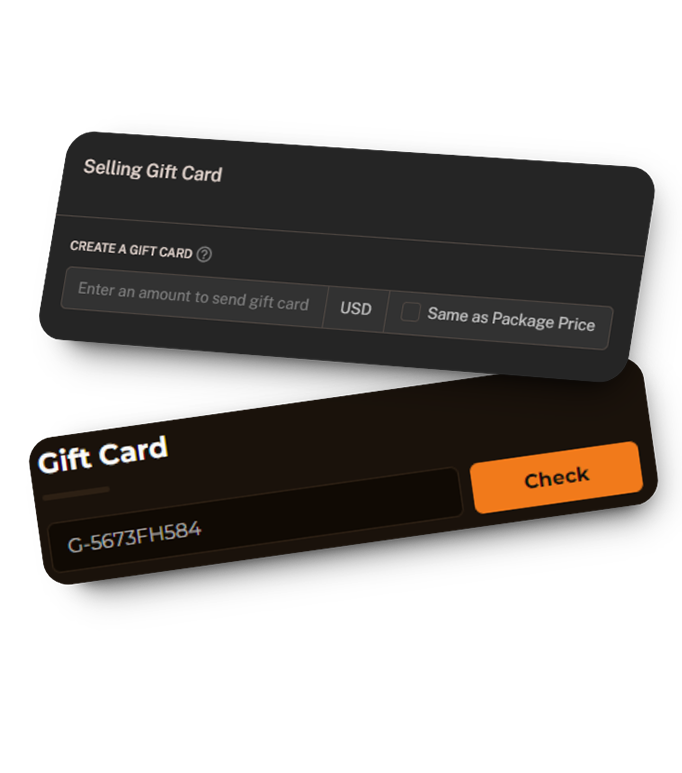 Selling Gift Card
CREATE A GIFT CARD ?
Enter an amount to send gift card USD Same as Package Price
Gift Card
G-5673FH584 Check